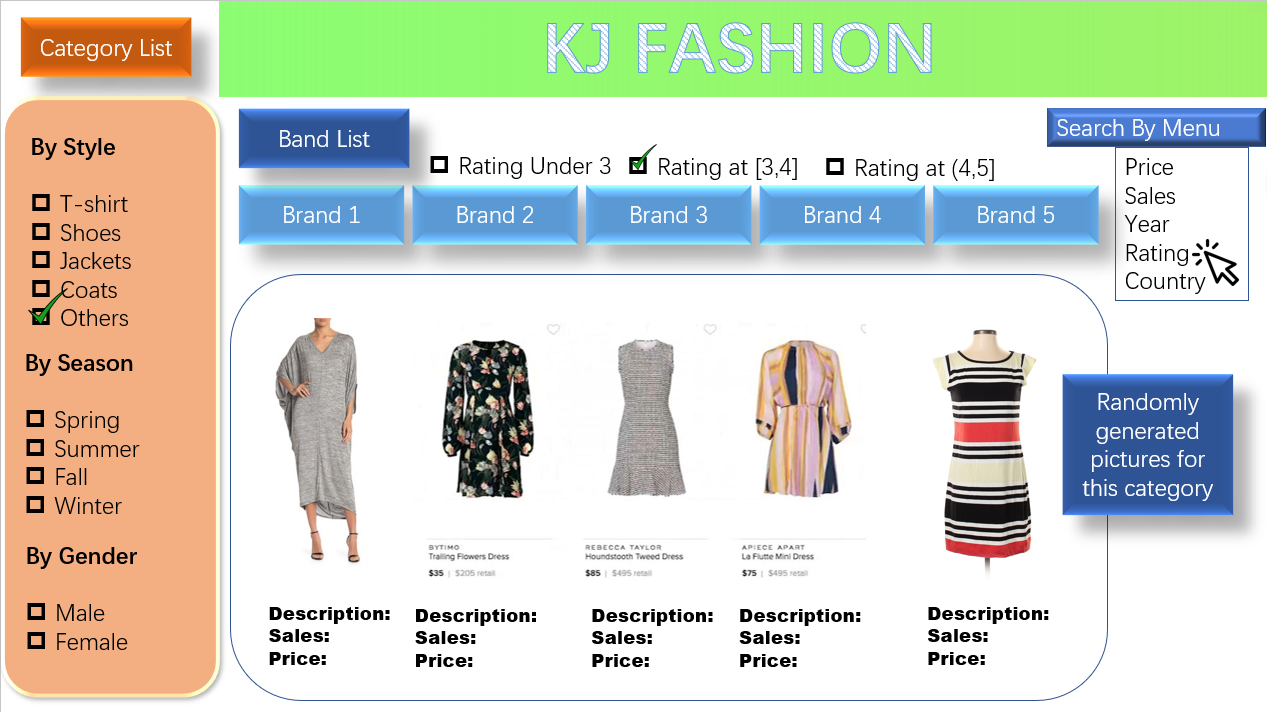 Category List
KJ FASHION
By Style
T-shirt
Shoes
Jackets
Coats
Others
By Season
Spring
Summer
Fall
Winter
By Gender
Male
Female
Band List
Rating Under 3
Rating at [3,4]
Rating at (4,5]
Search By Menu
Price
Sales
Year
Rating
Country
Brand 1
Brand 2
Brand 3
Brand 4
Brand 5
Randomly
generated
pictures for
this category
BYTIMO
Trailing Flowers Dress
$35 | $205 retail
REBECCA TAYLOR
Houndstooth Tweed Dress
$85 | $495 retail
APIECE APART
La Flutte Mini Dress
$75 | $495 retail
Description:
Sales:
Price:
Description:
Sales:
Price:
Description:
Sales:
Price:
Description:
Sales:
Price:
Description:
Sales:
Price: